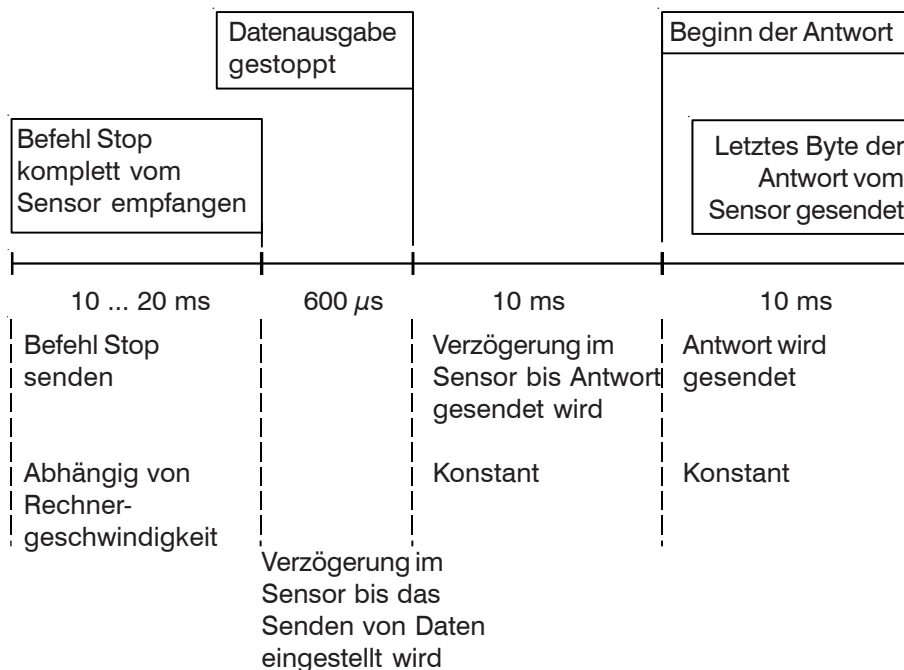 Datenausgabe
gestoppt
Beginn der Antwort
Befehl Stop
komplett vom
Sensor empfangen
Letztes Byte der
Antwort vom
Sensor gesendet
10 ... 20 ms
600 µs
10 ms
10 ms
Befehl Stop
senden
Verzögerung im
Sensor bis Antwort
gesendet wird
Antwort wird
gesendet
Abhängig von
Rechner-
geschwindigkeit
Konstant
Konstant
Verzögerung im
Sensor bis das
Senden von Daten
eingestellt wird